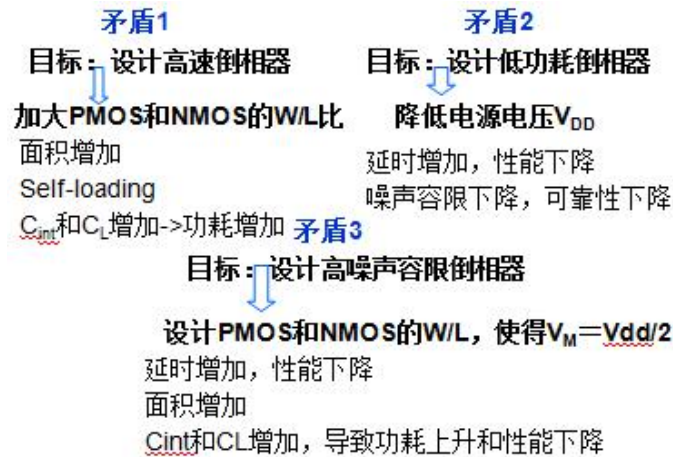 矛盾1
目标：设计高速倒相器
加大PMOS和NMOS的W/L比
面积增加
Self-loading
Cint和CL增加->功耗增加
矛盾2
目标：设计低功耗倒相器
降低电源电压VDD
延时增加，性能下降
噪声容限下降，可靠性下降
矛盾3
目标：设计高噪声容限倒相器
设计PMOS和NMOS的W/L，使得VM＝Vdd/2
延时增加，性能下降
面积增加
Cint和CL增加，导致功耗上升和性能下降